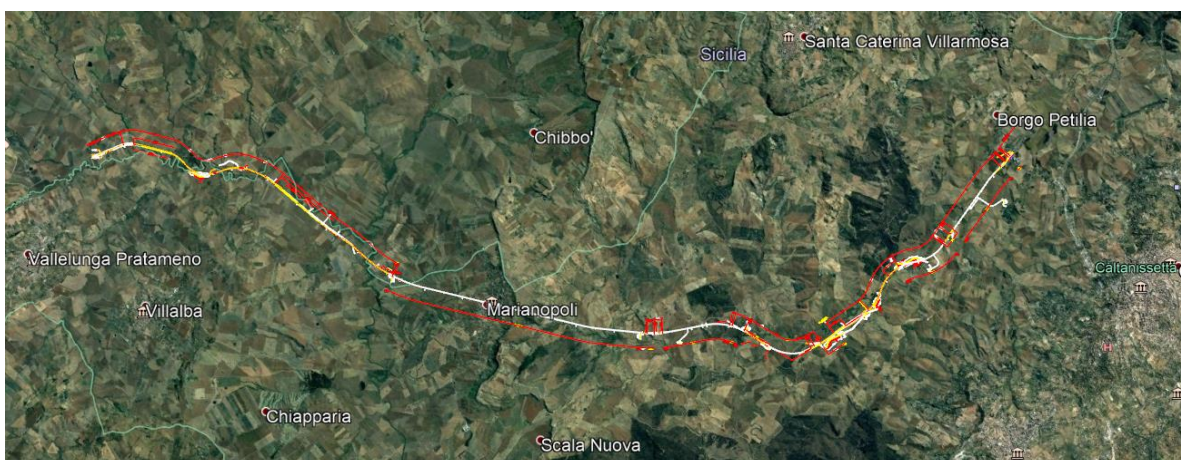 Santa Caterina Villarmosa
Sicilia
Borgo Petilia
Chibbo'
Vallelunga Pratameno
Caltanissetta
Villalba
Marianopoli
Chiapparia
Scala Nuova